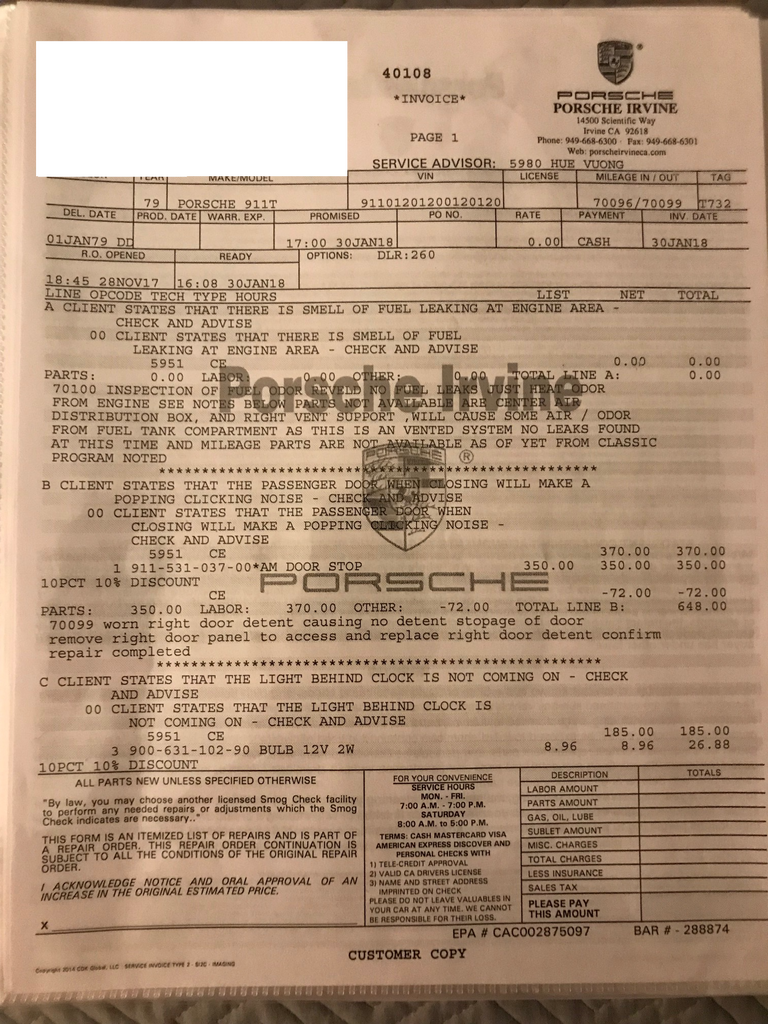 40108
*INVOICE*
PAGE 1
PORSCHE
PORSCHE IRVINE
14500 Scientific Way
Irvine CA 92618
Phone: 949-668-6300 · Fax: 949-668-6301
Web: porscheirvineca.com
SERVICE ADVISOR: 5980 HUE VUONG
YEAR MAKE/MODEL VIN LICENSE MILEAGE IN / OUT TAG
79 PORSCHE 911T 91101201200120120 70096/70099 T732
DEL. DATE PROD. DATE WARR. EXP. PROMISED PO NO. RATE PAYMENT INV. DATE
01JAN79 DD 17:00 30JAN18 0.00 CASH 30JAN18
R.O. OPENED READY OPTIONS: DLR:260
18:45 28NOV17 16:08 30JAN18
LINE OPCODE TECH TYPE HOURS LIST NET TOTAL
A CLIENT STATES THAT THERE IS SMELL OF FUEL LEAKING AT ENGINE AREA -
CHECK AND ADVISE
00 CLIENT STATES THAT THERE IS SMELL OF FUEL
LEAKING AT ENGINE AREA - CHECK AND ADVISE
5951 CE 0.00 0.00
PARTS: 0.00 LABOR: 0.00 OTHER: 0.00 TOTAL LINE A: 0.00
70100 INSPECTION OF FUEL ODOR REVELD NO FUEL LEAKS JUST HEAT ODOR
FROM ENGINE SEE NOTES BELOW PARTS NOT AVAILABLE ARE CENTER AIR
DISTRIBUTION BOX, AND RIGHT VENT SUPPORT ,WILL CAUSE SOME AIR / ODOR
FROM FUEL TANK COMPARTMENT AS THIS IS AN VENTED SYSTEM NO LEAKS FOUND
AT THIS TIME AND MILEAGE PARTS ARE NOT AVAILABLE AS OF YET FROM CLASSIC
PROGRAM NOTED
Porsche Irvine
PORSCHE
®
****************************************************
B CLIENT STATES THAT THE PASSENGER DOOR WHEN CLOSING WILL MAKE A
POPPING CLICKING NOISE - CHECK AND ADVISE
00 CLIENT STATES THAT THE PASSENGER DOOR WHEN
CLOSING WILL MAKE A POPPING CLICKING NOISE -
CHECK AND ADVISE
5951 CE 370.00 370.00
1 911-531-037-00*AM DOOR STOP 350.00 350.00 350.00
10PCT 10% DISCOUNT
PORSCHE
CE -72.00 -72.00
PARTS: 350.00 LABOR: 370.00 OTHER: -72.00 TOTAL LINE B: 648.00
70099 worn right door detent causing no detent stopage of door
remove right door panel to access and replace right door detent confirm
repair completed
****************************************************
C CLIENT STATES THAT THE LIGHT BEHIND CLOCK IS NOT COMING ON - CHECK
AND ADVISE
00 CLIENT STATES THAT THE LIGHT BEHIND CLOCK IS
NOT COMING ON - CHECK AND ADVISE
5951 CE 185.00 185.00
3 900-631-102-90 BULB 12V 2W 8.96 8.96 26.88
10PCT 10% DISCOUNT
ALL PARTS NEW UNLESS SPECIFIED OTHERWISE
"By law, you may choose another licensed Smog Check facility
to perform any needed repairs or adjustments which the Smog
Check indicates are necessary.."
THIS FORM IS AN ITEMIZED LIST OF REPAIRS AND IS PART OF
A REPAIR ORDER. THIS REPAIR ORDER CONTINUATION IS
SUBJECT TO ALL THE CONDITIONS OF THE ORIGINAL REPAIR
ORDER.
I ACKNOWLEDGE NOTICE AND ORAL APPROVAL OF AN
INCREASE IN THE ORIGINAL ESTIMATED PRICE.
X
FOR YOUR CONVENIENCE
SERVICE HOURS
MON. - FRI.
7:00 A.M. - 7:00 P.M.
SATURDAY
8:00 A.M. to 5:00 P.M.
TERMS: CASH MASTERCARD VISA
AMERICAN EXPRESS DISCOVER AND
PERSONAL CHECKS WITH
1) TELE-CREDIT APPROVAL
2) VALID CA DRIVERS LICENSE
3) NAME AND STREET ADDRESS
IMPRINTED ON CHECK
PLEASE DO NOT LEAVE VALUABLES IN
YOUR CAR AT ANY TIME. WE CANNOT
BE RESPONSIBLE FOR THEIR LOSS.
DESCRIPTION TOTALS
LABOR AMOUNT
PARTS AMOUNT
GAS, OIL, LUBE
SUBLET AMOUNT
MISC. CHARGES
TOTAL CHARGES
LESS INSURANCE
SALES TAX
PLEASE PAY
THIS AMOUNT
EPA # CAC002875097 BAR # - 288874
CUSTOMER COPY
Copyright 2014 CDK Global, LLC SERVICE INVOICE TYPE 2 - SI2C - IMAGING